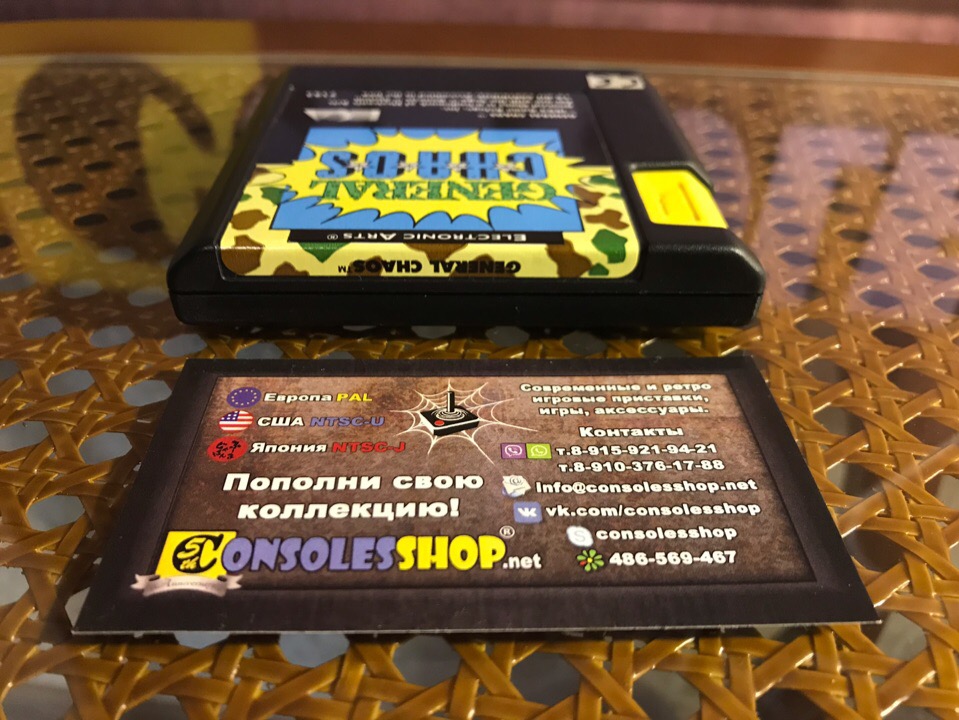 GENERAL
CHAOS
ELECTRONIC ARTS®
GENERAL CHAOS™
Европа PAL
США NTSC-U
Япония NTSC-J
Пополни свою
коллекцию!
5th
CONSOLESSHOP®.net
Современные и ретро
игровые приставки,
игры, аксессуары.
Контакты
т.8-915-921-94-21
т.8-910-376-17-88
Info@consolesshop.net
vk.com/consolesshop
consolesshop
486-569-467